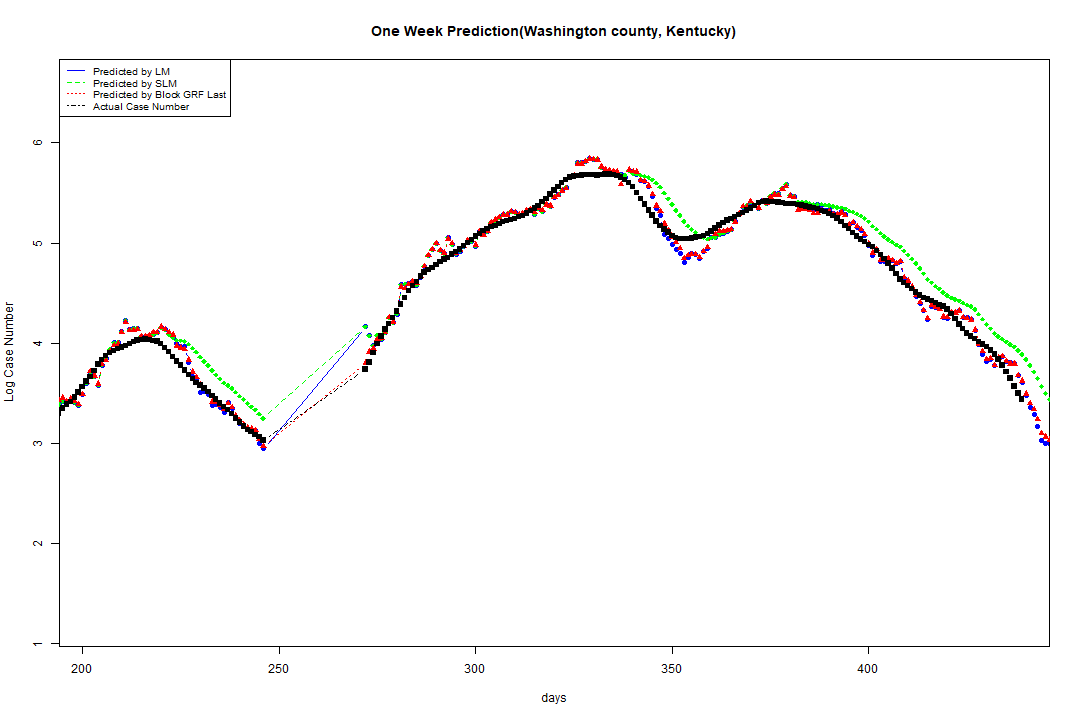 One Week Prediction(Washington county, Kentucky)
Predicted by LM
Predicted by SLM
Predicted by Block GRF Last
Actual Case Number
6
5
4
3
2
1
Log Case Number
200 250 300 350 400
days